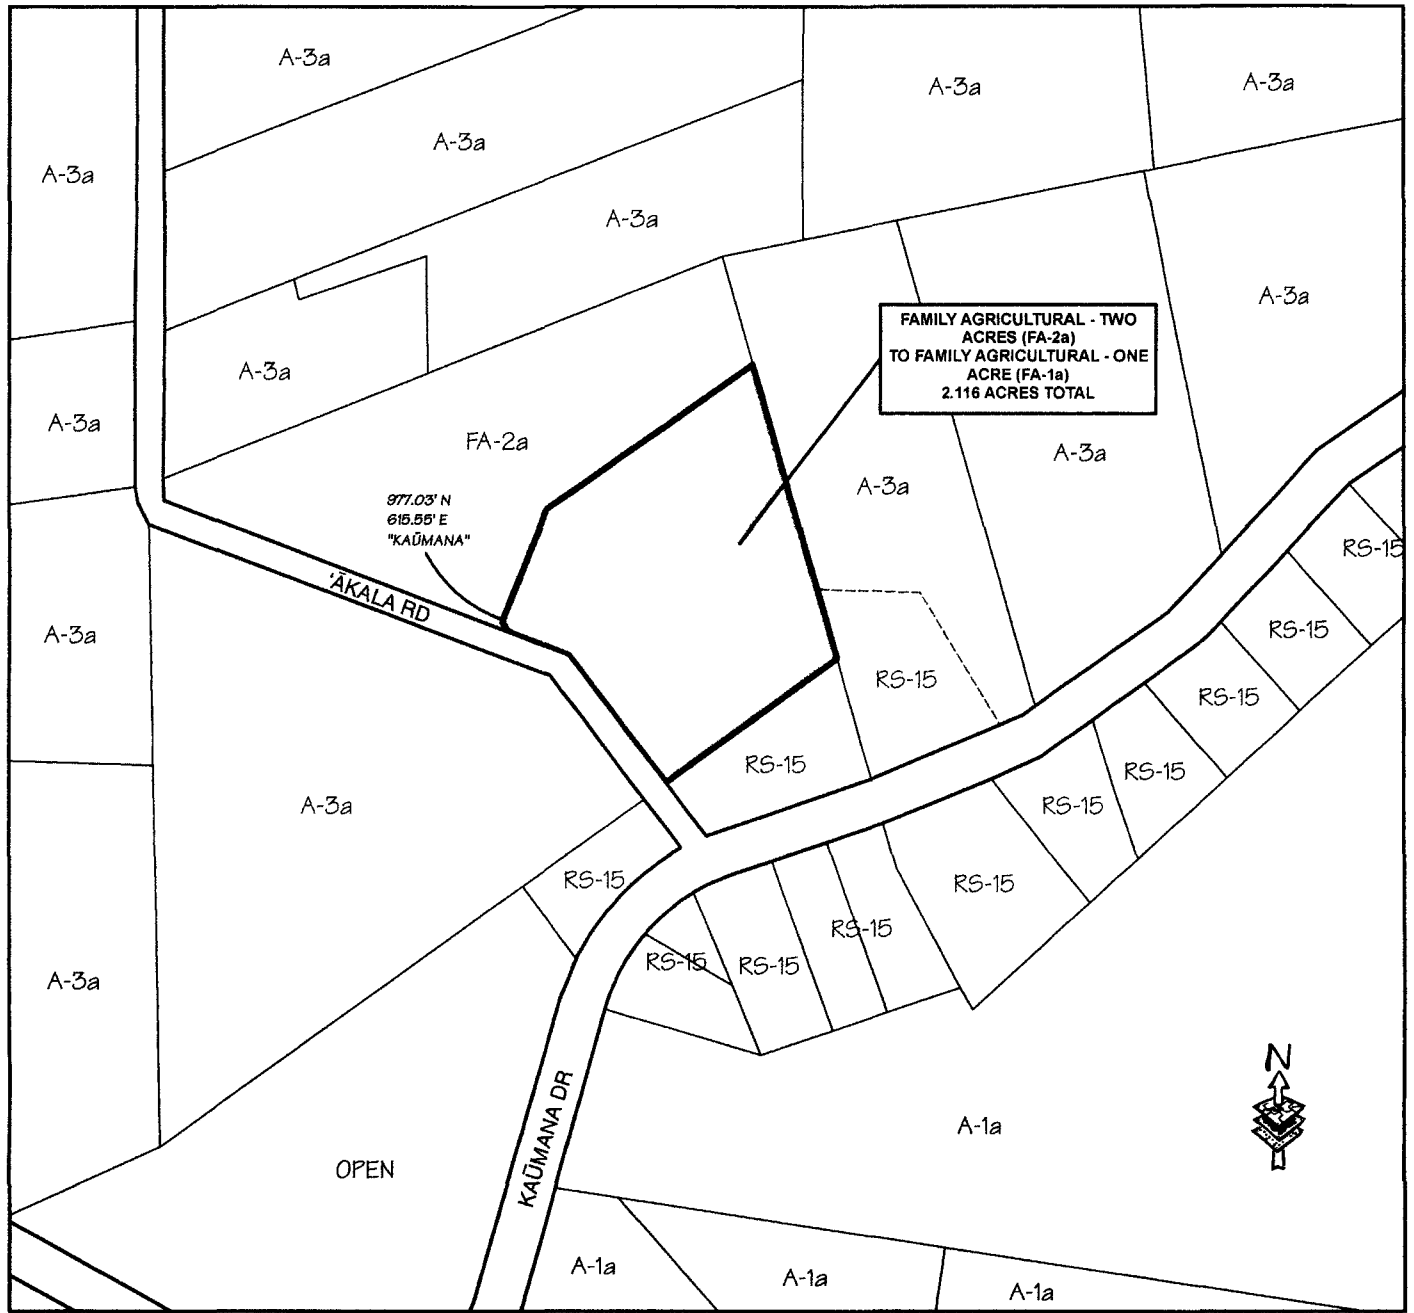 A-3a
A-3a
A-3a
A-3a
A-3a
A-3a
A-3a
A-3a
FAMILY AGRICULTURAL - TWO
ACRES (FA-2a)
TO FAMILY AGRICULTURAL - ONE
ACRE (FA-1a)
2.116 ACRES TOTAL
A-3a
A-3a
FA-2a
A-3a
A-3a
977.03' N
615.55' E
"KAŪMANA"
RS-15
'ĀKALA RD
A-3a
RS-15
RS-15
RS-15
RS-15
RS-15
A-3a
RS-15
RS-15
RS-15
RS-15
RS-15
RS-15
A-3a
N
KAŪMANA DR
A-1a
OPEN
A-1a
A-1a
A-1a